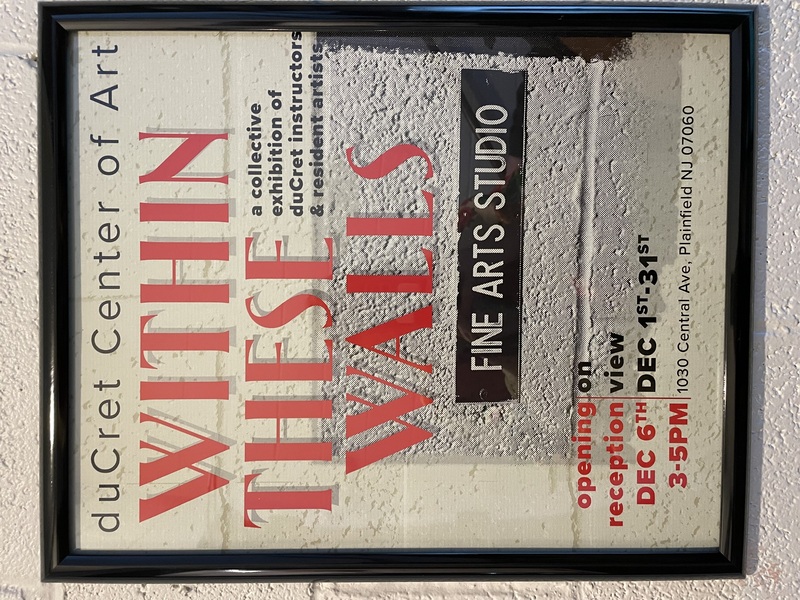 duCret Center of Art
WITHIN
THESE
WALLS
a collective
exhibition of
duCret instructors
& resident artists
FINE ARTS STUDIO
opening
reception
DEC 6TH
3-5PM
on
view
DEC 1ST-31ST
1030 Central Ave, Plainfield NJ 07060